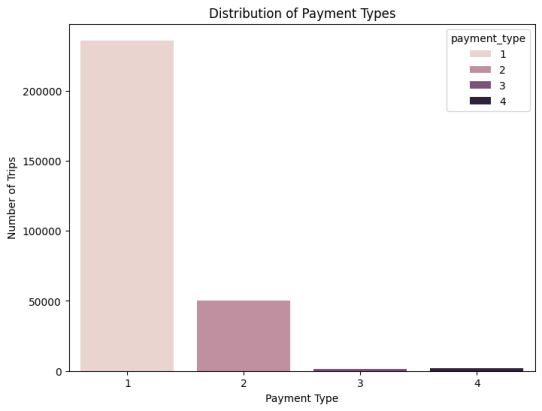 Distribution of Payment Types
payment_type
1
2
3
4
200000
150000
100000
50000
0
Number of Trips
1 2 3 4
Payment Type